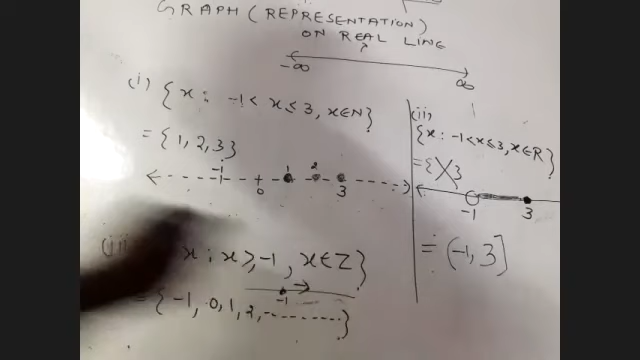 GRAPH (REPRESENTATION)
ON REAL LINE
-∞ ∞
(i) {x : -1 < x ≤ 3, x ∈ N}
= {1, 2, 3}
-1 0 1 2 3
(ii)
{x : -1 < x ≤ 3, x ∈ R}
= {X}
-1 3
= (-1, 3]
(iii) x : x ≥ -1, x ∈ Z}
-1
= {-1, 0, 1, 2, ----------}